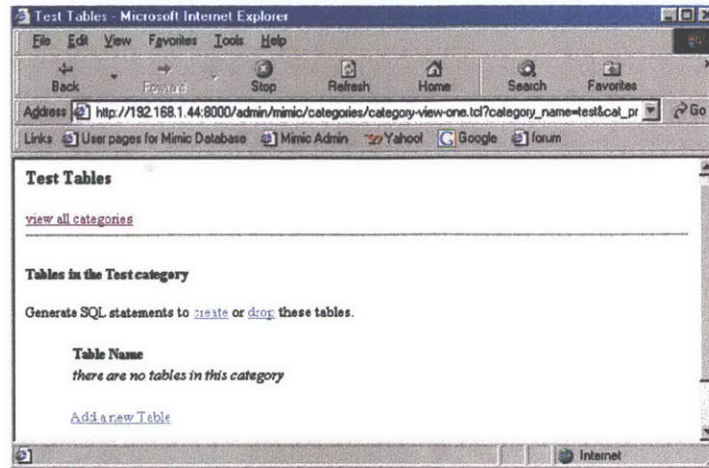 Test Tables - Microsoft Internet Explorer
File Edit View Favorites Tools Help
Back Forward Stop Refresh Home Search Favorites
Address http://192.168.1.44:8000/admin/mimic/categories/category-view-one.tcl?category_name=test&cat_pr Go
Links User pages for Mimic Database Mimic Admin Yahoo! Google forum
Test Tables
view all categories
Tables in the Test category
Generate SQL statements to create or drop these tables.
Table Name
there are no tables in this category
Add a new Table
Internet